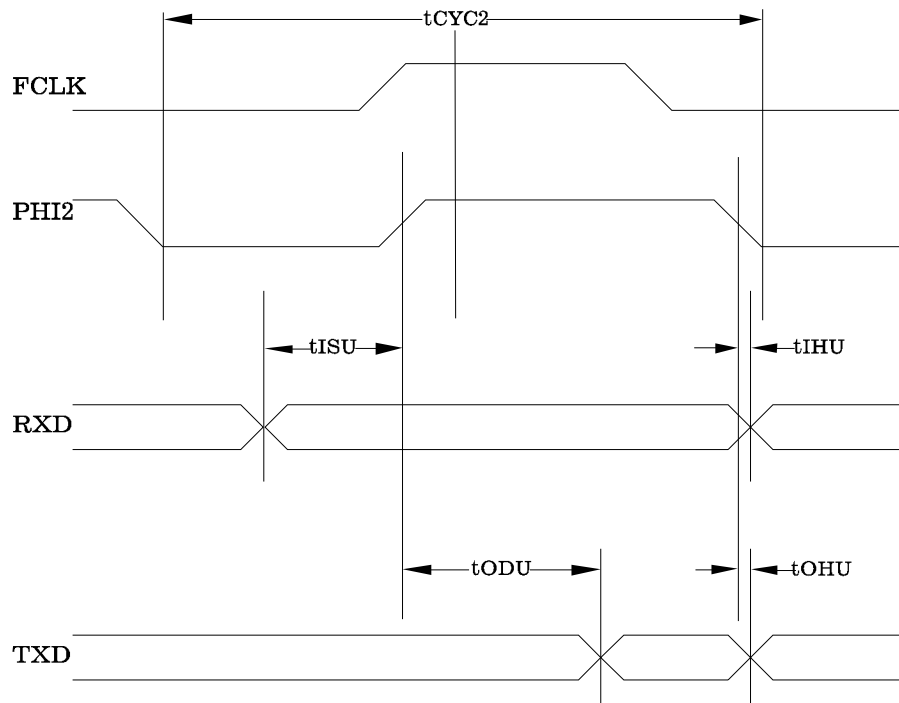 tCYC2
FCLK
PHI2
tISU
tIHU
RXD
tODU
tOHU
TXD